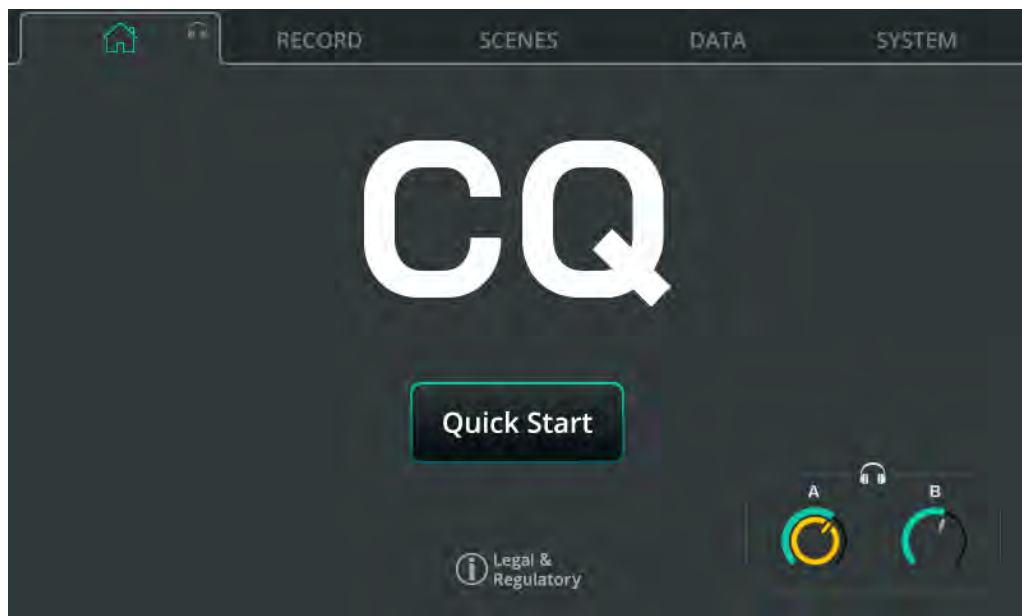 RECORD
SCENES
DATA
SYSTEM
CQ
Quick Start
A
B
Legal &
Regulatory